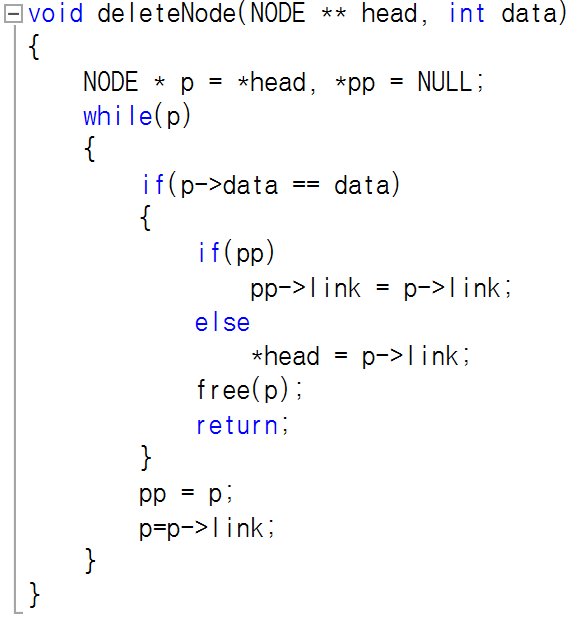 void deleteNode(NODE ** head, int data)
{
    NODE * p = *head, *pp = NULL;
    while(p)
    {
        if(p->data == data)
        {
            if(pp)
                pp->link = p->link;
            else
                *head = p->link;
            free(p);
            return;
        }
        pp = p;
        p=p->link;
    }
}